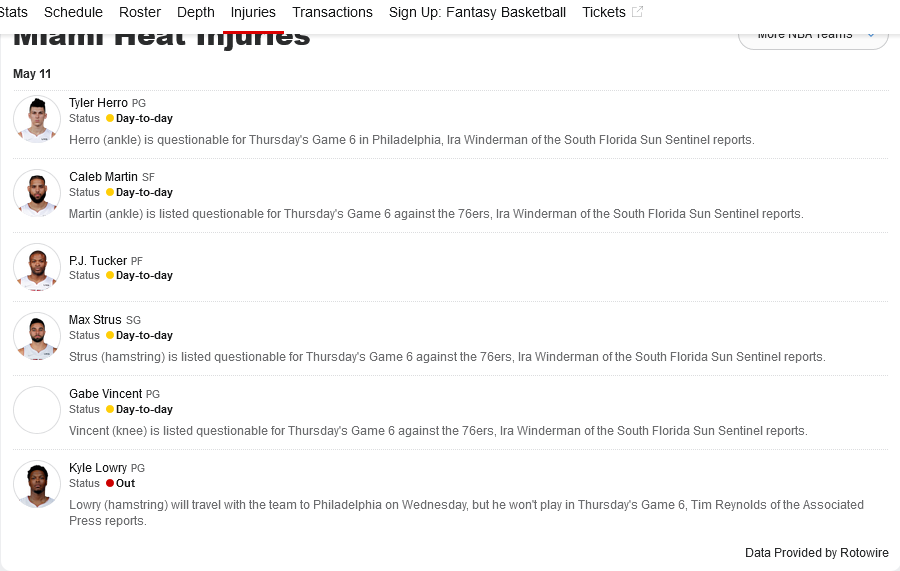 Stats Schedule Roster Depth Injuries Transactions Sign Up: Fantasy Basketball Tickets
Miami Heat Injuries
More NBA Teams
May 11
Tyler Herro PG
Status Day-to-day
Herro (ankle) is questionable for Thursday's Game 6 in Philadelphia, Ira Winderman of the South Florida Sun Sentinel reports.
Caleb Martin SF
Status Day-to-day
Martin (ankle) is listed questionable for Thursday's Game 6 against the 76ers, Ira Winderman of the South Florida Sun Sentinel reports.
P.J. Tucker PF
Status Day-to-day
Max Strus SG
Status Day-to-day
Strus (hamstring) is listed questionable for Thursday's Game 6 against the 76ers, Ira Winderman of the South Florida Sun Sentinel reports.
Gabe Vincent PG
Status Day-to-day
Vincent (knee) is listed questionable for Thursday's Game 6 against the 76ers, Ira Winderman of the South Florida Sun Sentinel reports.
Kyle Lowry PG
Status Out
Lowry (hamstring) will travel with the team to Philadelphia on Wednesday, but he won't play in Thursday's Game 6, Tim Reynolds of the Associated
Press reports.
Data Provided by Rotowire